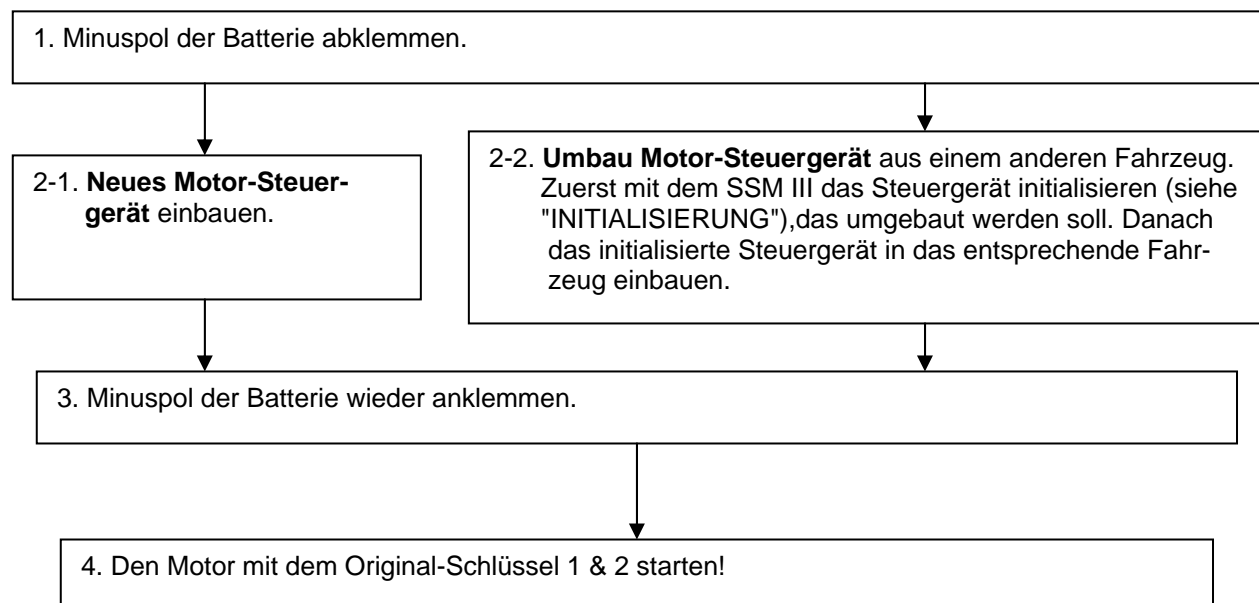 1. Minuspol der Batterie abklemmen.
2-1. Neues Motor-Steuer-
gerät einbauen.
2-2. Umbau Motor-Steuergerät aus einem anderen Fahrzeug.
Zuerst mit dem SSM III das Steuergerät initialisieren (siehe
"INITIALISIERUNG"),das umgebaut werden soll. Danach
das initialisierte Steuergerät in das entsprechende Fahr-
zeug einbauen.
3. Minuspol der Batterie wieder anklemmen.
4. Den Motor mit dem Original-Schlüssel 1 & 2 starten!